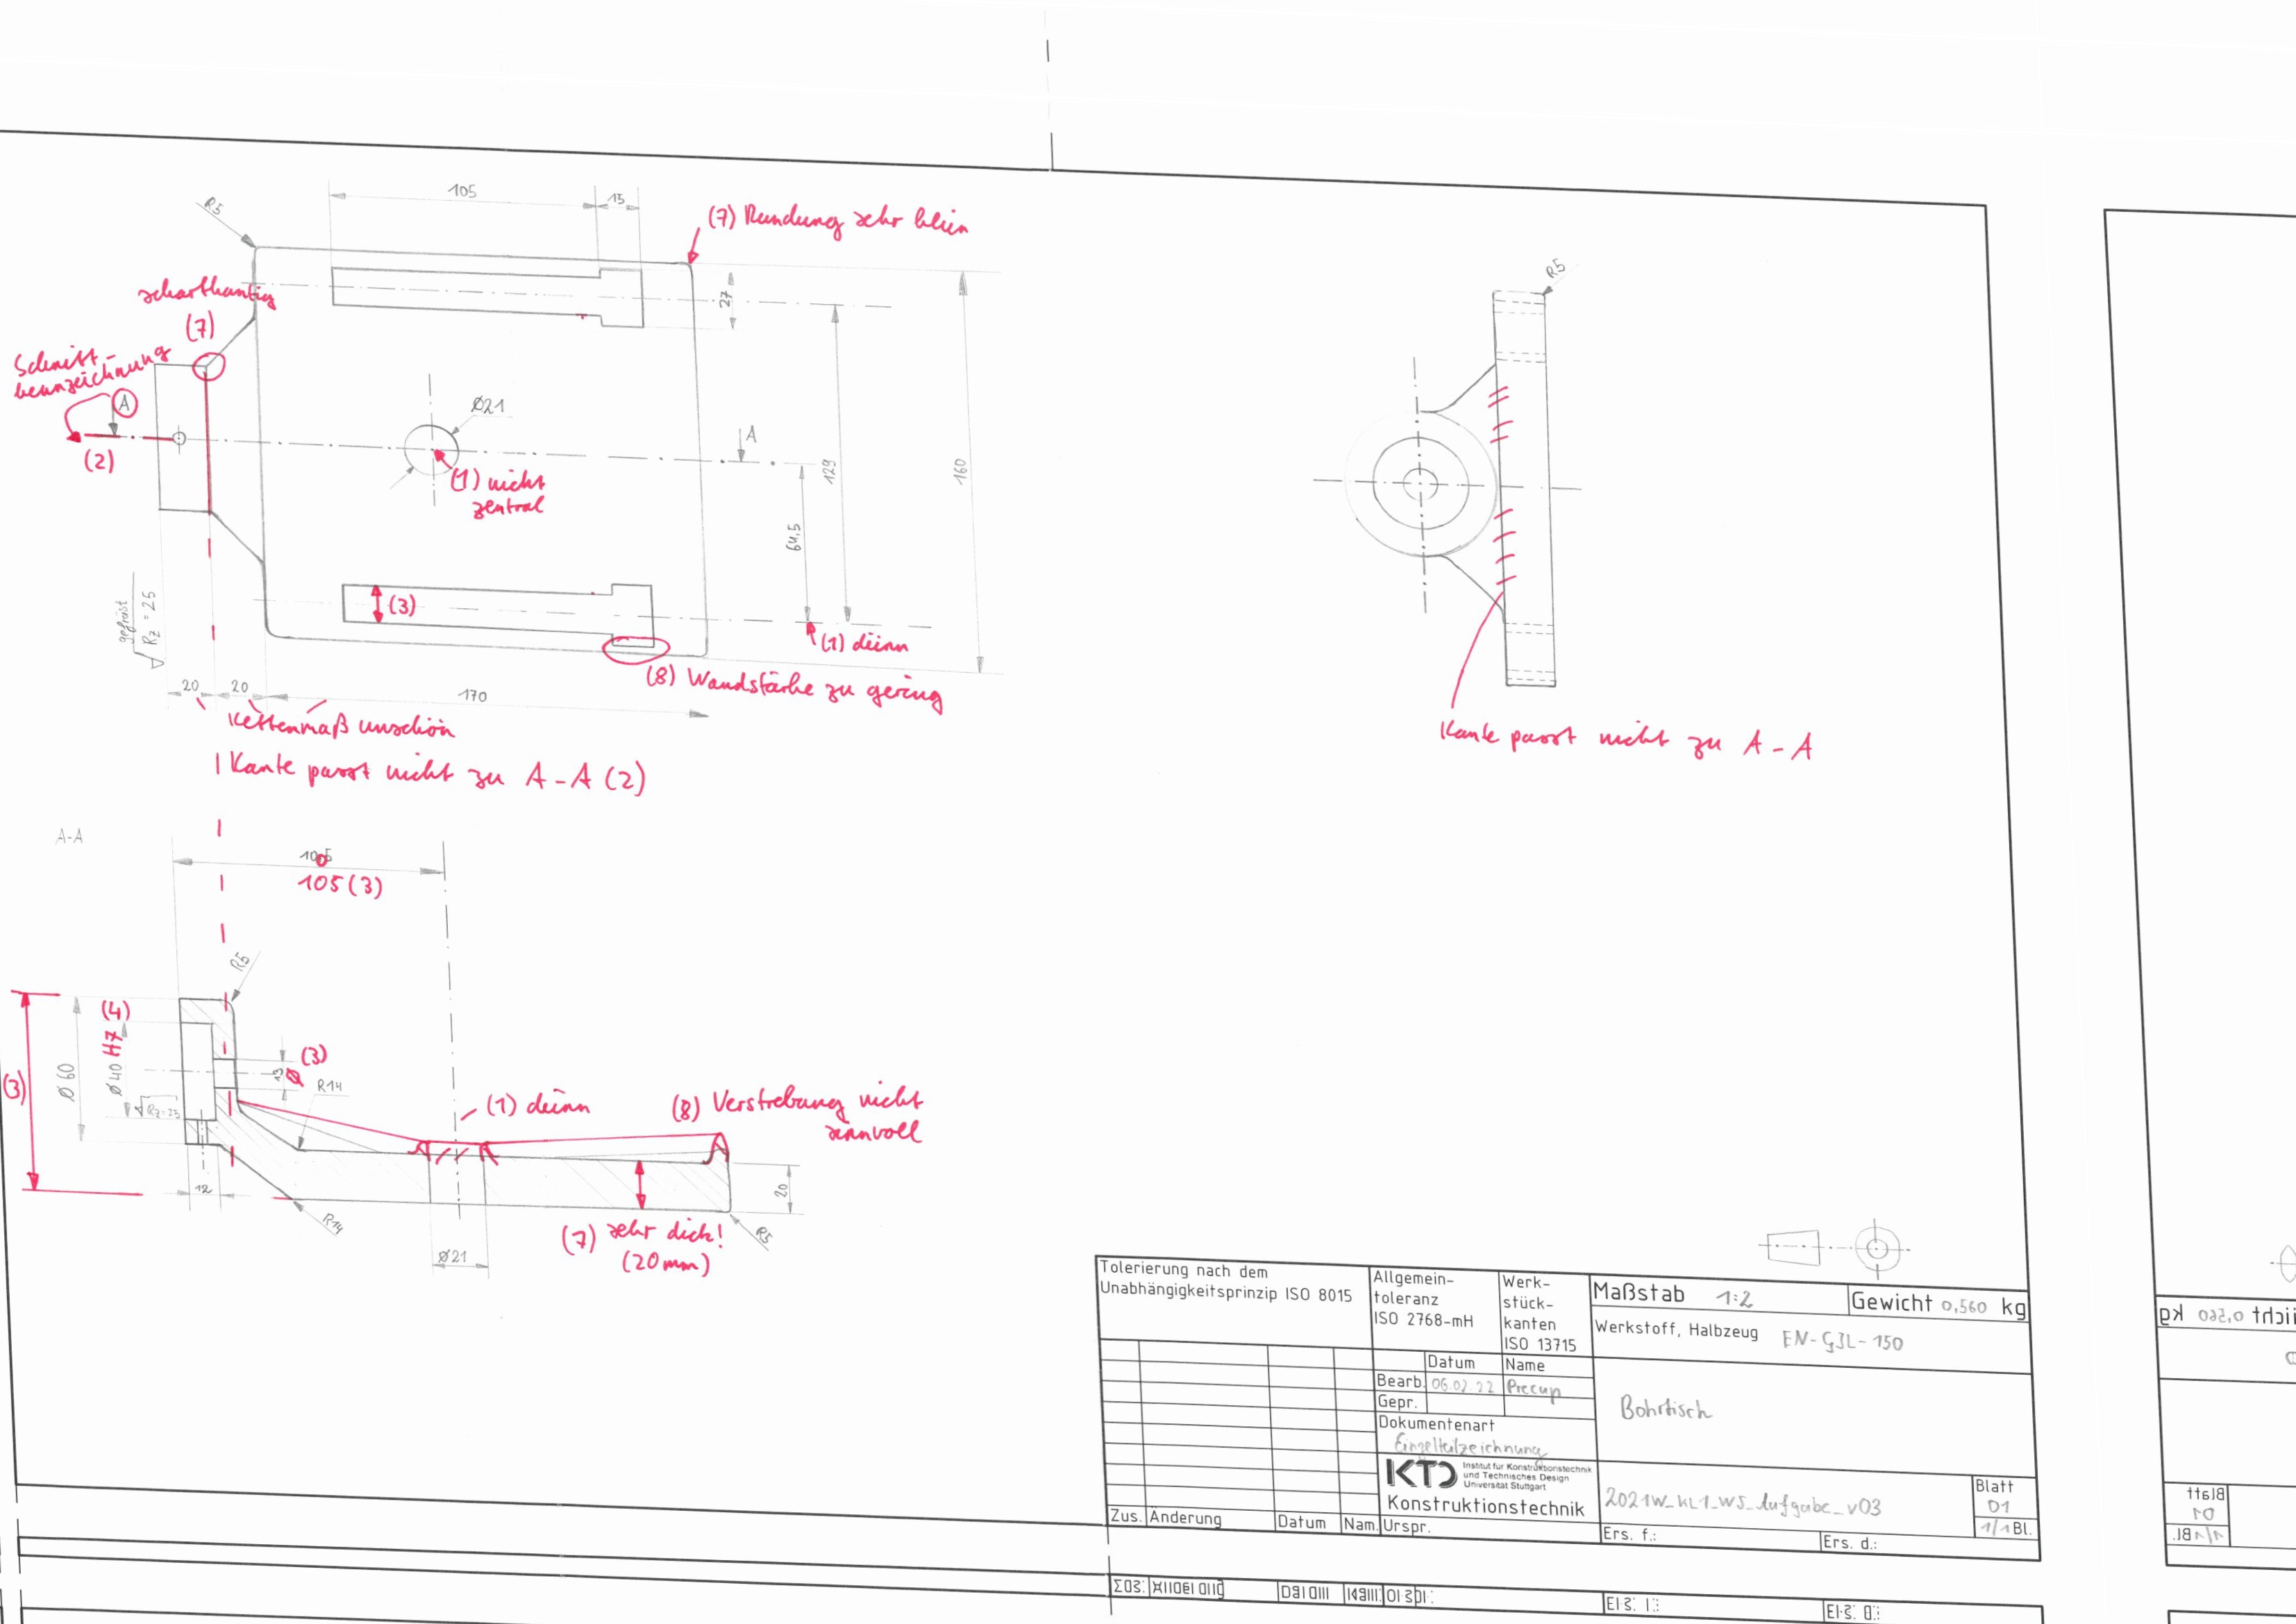 105
15
R5
(7) Rundung sehr klein
scharfkantig
(7)
27
Schnitt-
kennzeichnung
A
(2)
Ø21
A
(1) nicht
zentral
129
160
64,5
(3)
(1) dünn
(8) Wandstärke zu gering
gefräst
Rz = 25
20
20
170
Kettenmaß unschön
Kante passt nicht zu A-A (2)
R5
Kante passt nicht zu A-A
A-A
105 (3)
R5
(3)
Ø60
(4)
Ø40 H7
Rz=25
(3)
13 Ø
R14
(1) dünn
(8) Verstrebung nicht
sinnvoll
12
R14
20
R5
(7) sehr dick!
(20mm)
Ø21
Tolerierung nach dem
Unabhängigkeitsprinzip ISO 8015
Allgemein-
toleranz
ISO 2768-mH
Werk-
stück-
kanten
ISO 13715
Maßstab 1:2
Gewicht 0,560 kg
Werkstoff, Halbzeug EN-GJL-150
Datum
Name
Bearb. 06.02.22 Precup
Gepr.
Bohrtisch
Dokumentenart
Einzelteilzeichnung
KTD
Institut für Konstruktionstechnik
und Technisches Design
Universität Stuttgart
Konstruktionstechnik
2021W_KL1_WS_Aufgabe_v03
Blatt
01
1/1 Bl.
Zus. Änderung
Datum
Nam.
Urspr.
Ers. f.:
Ers. d.: